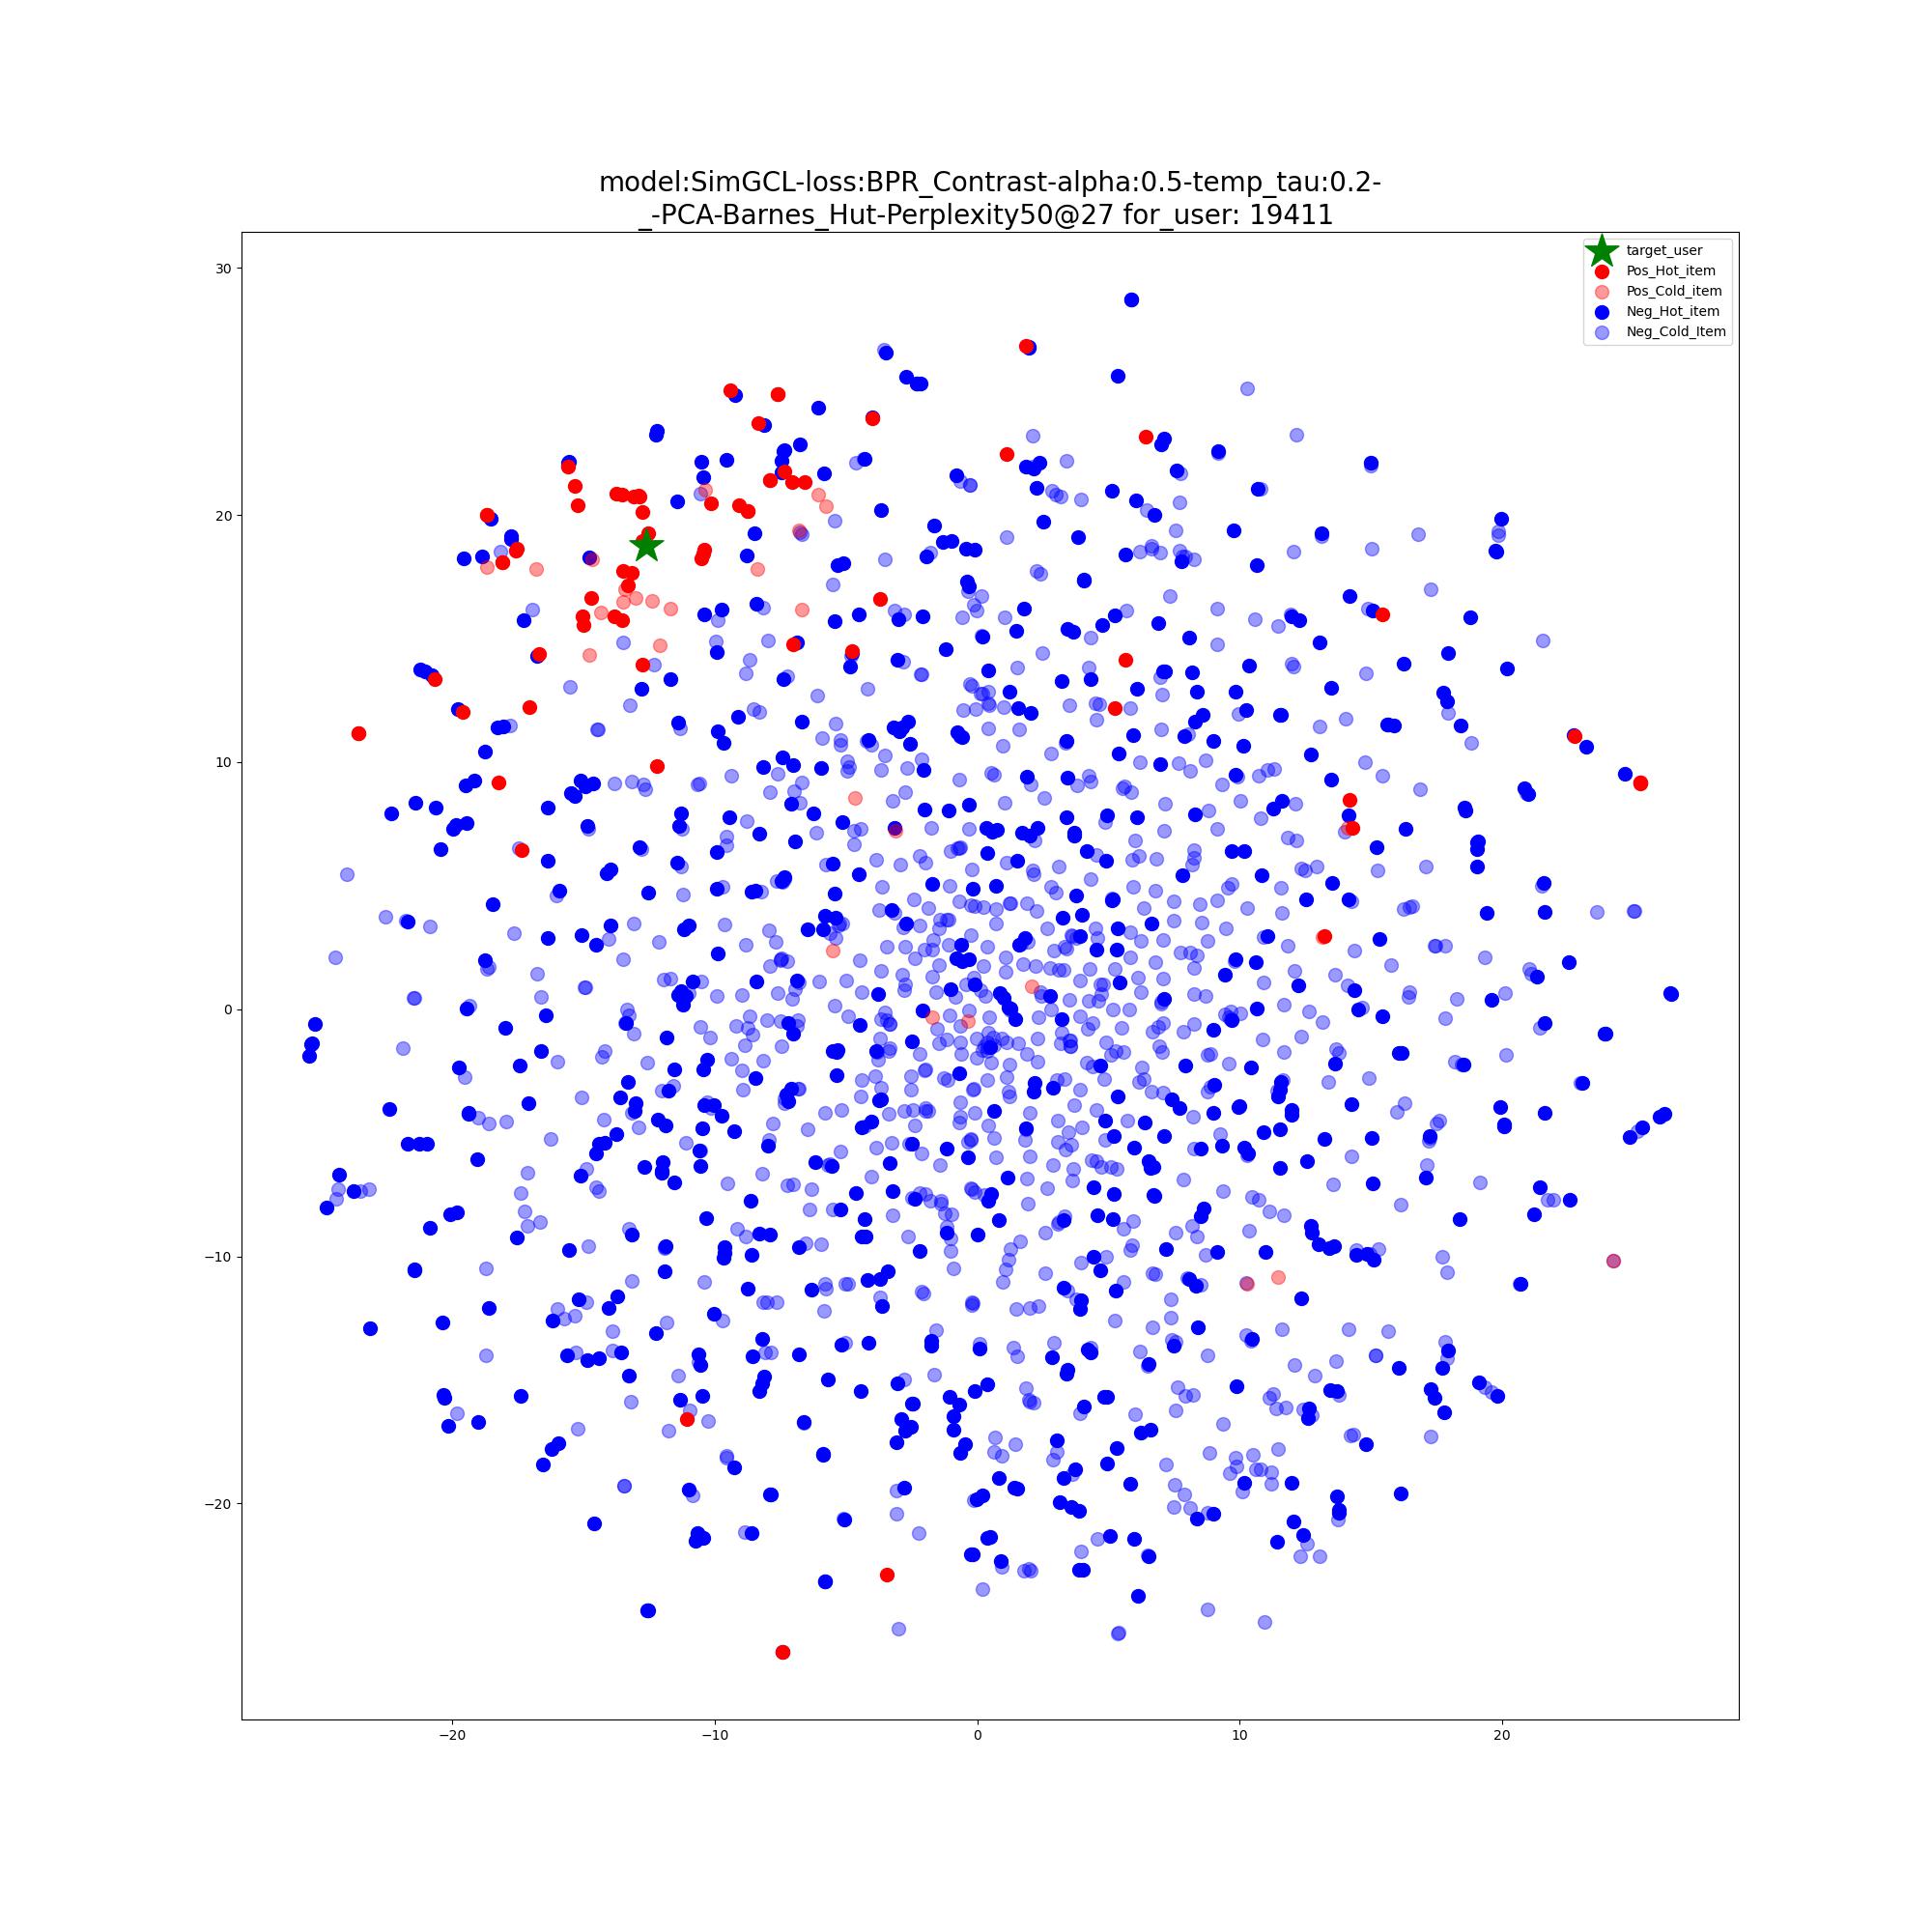 model:SimGCL-loss:BPR_Contrast-alpha:0.5-temp_tau:0.2-
_-PCA-Barnes_Hut-Perplexity50@27 for_user: 19411
target_user
Pos_Hot_item
Pos_Cold_item
Neg_Hot_item
Neg_Cold_Item
30
20
10
0
−10
−20
−20 −10 0 10 20